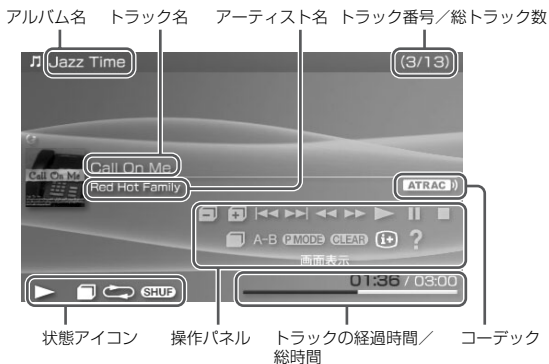 アルバム名 トラック名 アーティスト名 トラック番号／総トラック数
Jazz Time (3/13)
Call On Me
Call On Me
Red Hot Family
ATRAC
A-B P.MODE CLEAR i+ ?
画面表示
01:36 / 03:00
SHUF
状態アイコン 操作パネル トラックの経過時間／ コーデック
総時間